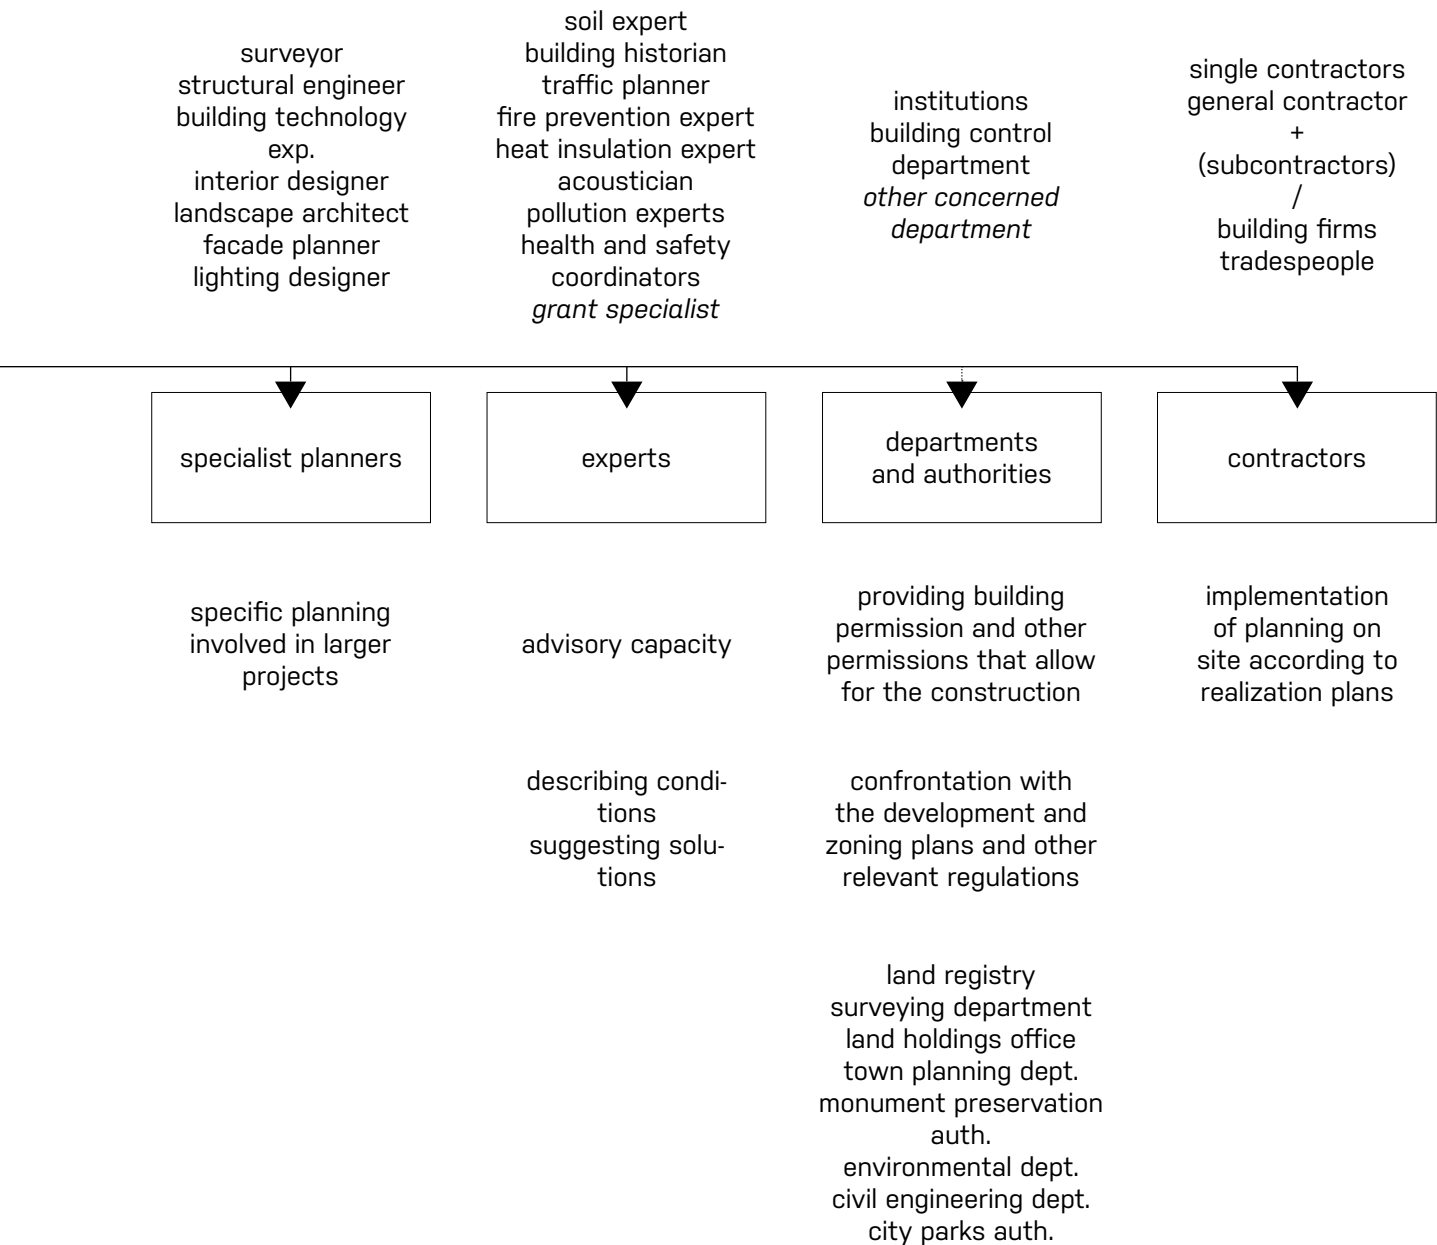 surveyor
structural engineer
building technology
exp.
interior designer
landscape architect
facade planner
lighting designer
soil expert
building historian
traffic planner
fire prevention expert
heat insulation expert
acoustician
pollution experts
health and safety
coordinators
grant specialist
institutions
building control
department
other concerned
department
single contractors
general contractor
+
(subcontractors)
/
building firms
tradespeople
specialist planners
experts
departments
and authorities
contractors
specific planning
involved in larger
projects
advisory capacity
describing condi-
tions
suggesting solu-
tions
providing building
permission and other
permissions that allow
for the construction
confrontation with
the development and
zoning plans and other
relevant regulations
land registry
surveying department
land holdings office
town planning dept.
monument preservation
auth.
environmental dept.
civil engineering dept.
city parks auth.
implementation
of planning on
site according to
realization plans